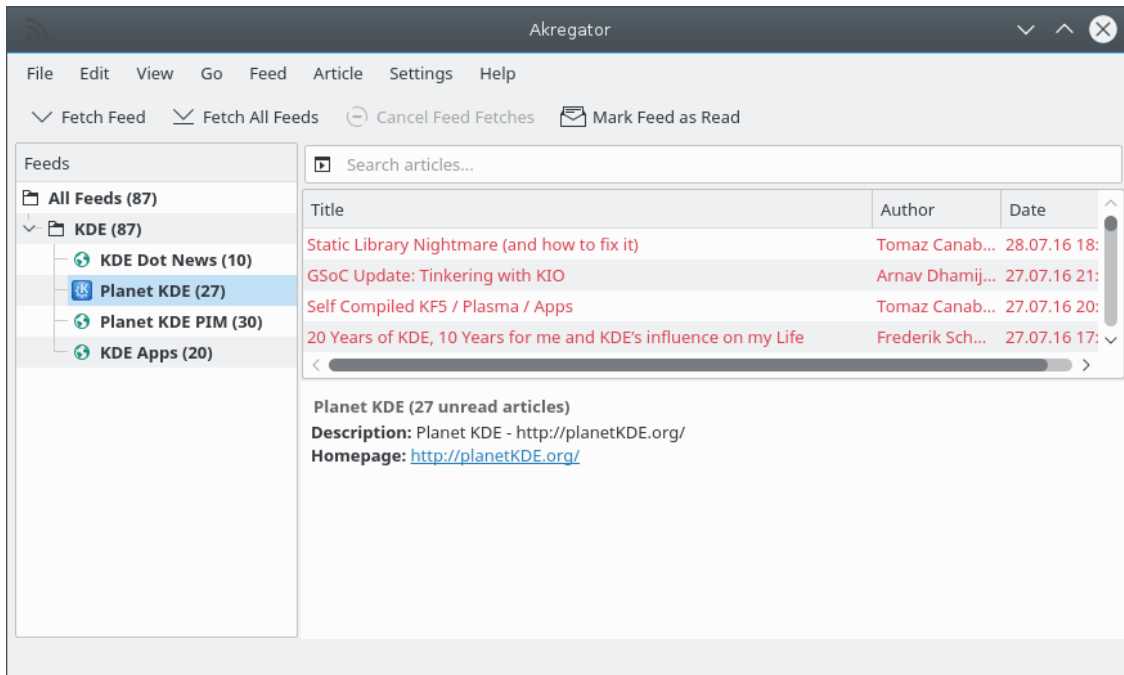 Akregator
File Edit View Go Feed Article Settings Help
Fetch Feed Fetch All Feeds Cancel Feed Fetches Mark Feed as Read
Feeds
All Feeds (87)
KDE (87)
KDE Dot News (10)
Planet KDE (27)
Planet KDE PIM (30)
KDE Apps (20)
Search articles...
Title Author Date
Static Library Nightmare (and how to fix it) Tomaz Canab... 28.07.16 18:
GSoC Update: Tinkering with KIO Arnav Dhamij... 27.07.16 21:
Self Compiled KF5 / Plasma / Apps Tomaz Canab... 27.07.16 20:
20 Years of KDE, 10 Years for me and KDE’s influence on my Life Frederik Sch... 27.07.16 17:
Planet KDE (27 unread articles)
Description: Planet KDE - http://planetKDE.org/
Homepage: http://planetKDE.org/